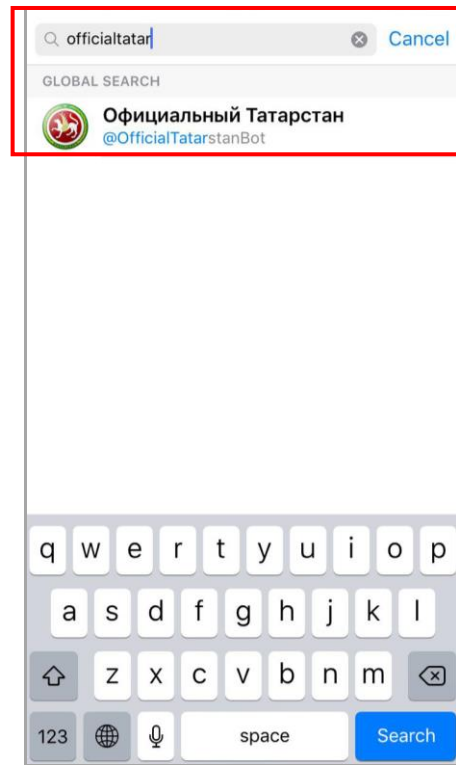 officialtatar Cancel
GLOBAL SEARCH
Официальный Татарстан
@OfficialTatarstanBot
q w e r t y u i o p
a s d f g h j k l
z x c v b n m
123 space Search